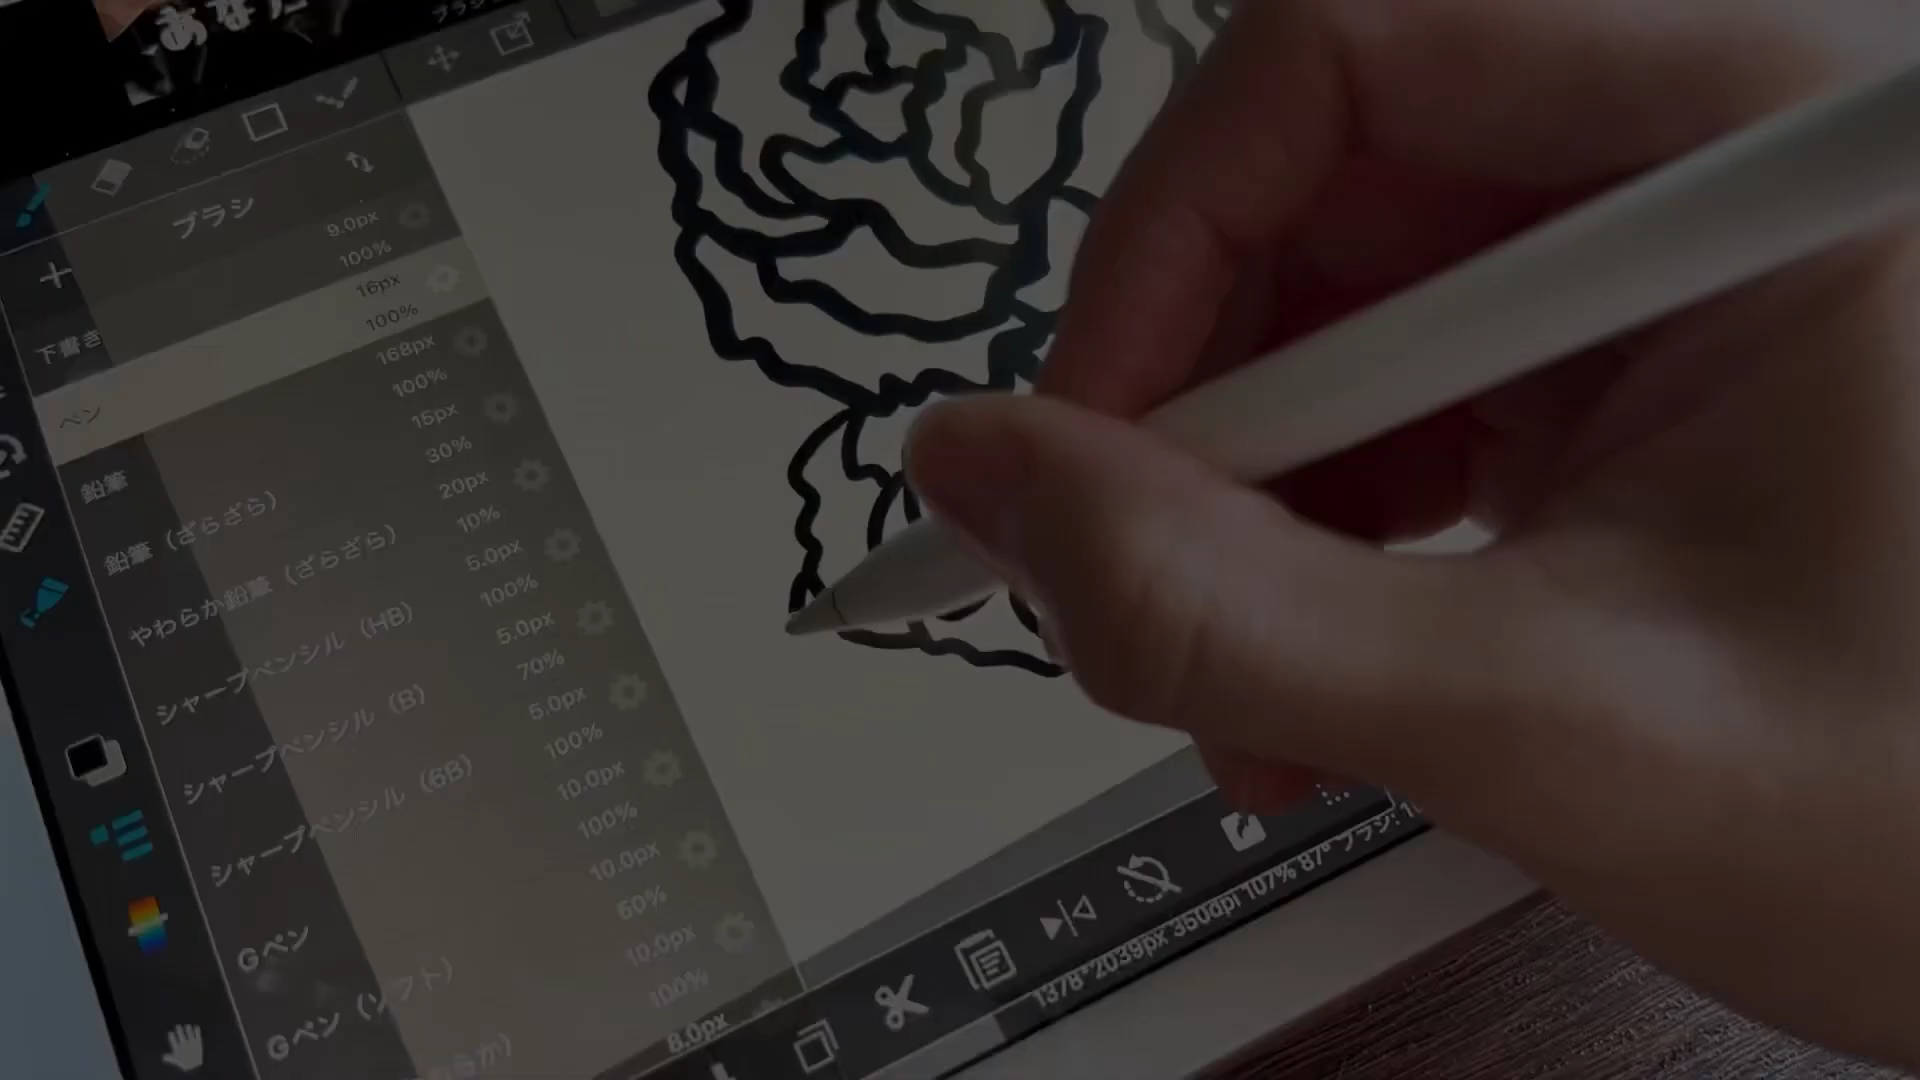 あなた
ブラシ
9.0px
100%
下書き
16px
100%
ペン
168px
100%
鉛筆
15px
30%
鉛筆（ざらざら）
20px
10%
やわらか鉛筆（ざらざら）
5.0px
100%
シャープペンシル（HB）
5.0px
70%
シャープペンシル（B）
5.0px
100%
シャープペンシル（6B）
10.0px
100%
Gペン
10.0px
60%
Gペン（ソフト）
10.0px
100%
8.0px
1378*2039px 350dpi 107% 87° ブラシ: